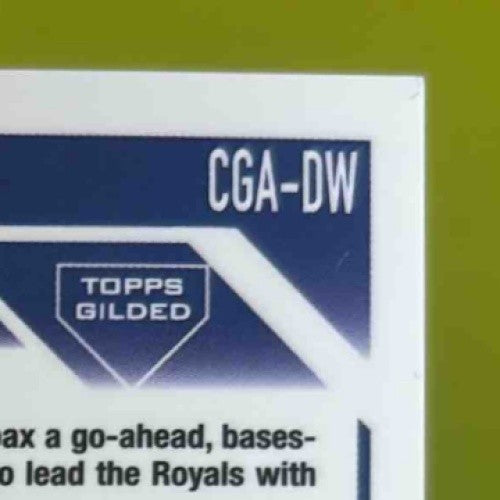 CGA-DW
TOPPS
GILDED
a go-ahead, bases-
lead the Royals with